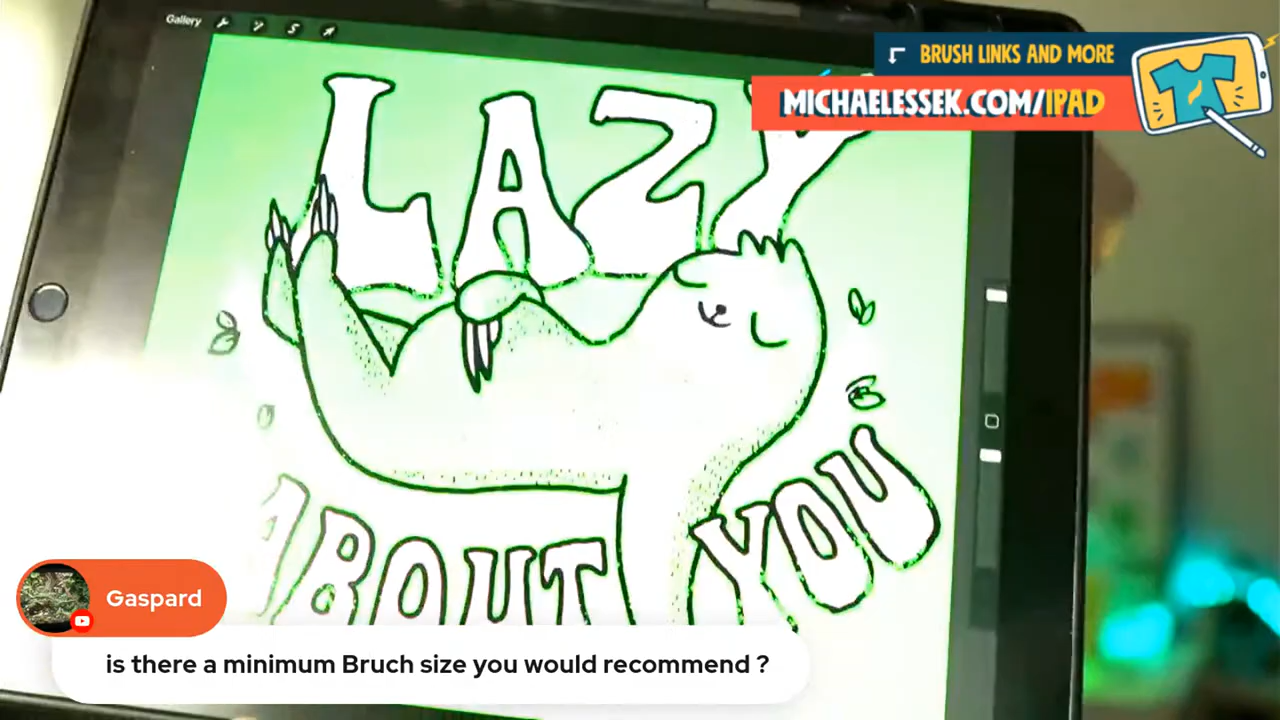 Gallery
BRUSH LINKS AND MORE
MICHAELESSEK.COM/IPAD
LAZY
ABOUT YOU
Gaspard
is there a minimum Bruch size you would recommend ?